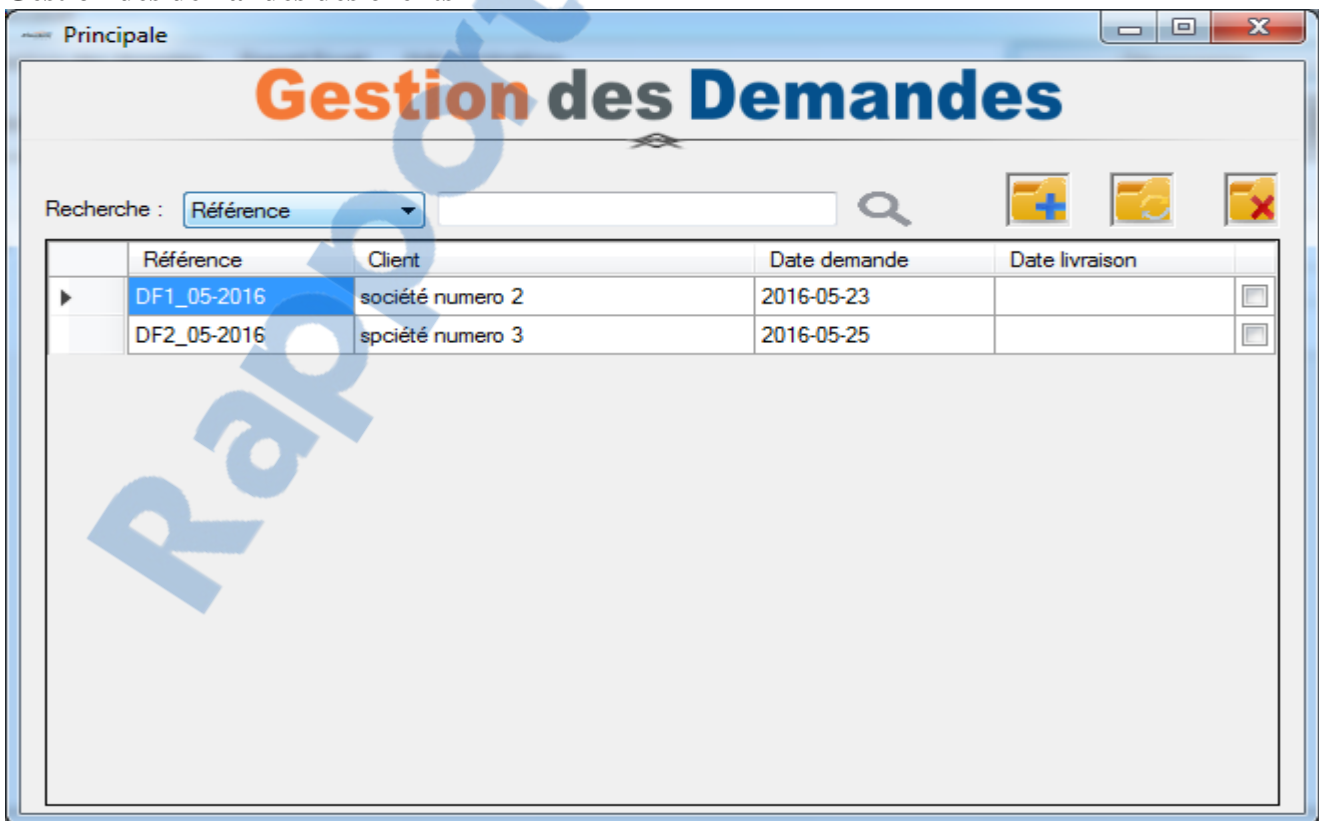 Principale
Gestion des Demandes
Recherche : Référence
Référence Client Date demande Date livraison
DF1_05-2016 société numero 2 2016-05-23
DF2_05-2016 spciété numero 3 2016-05-25
Rapport